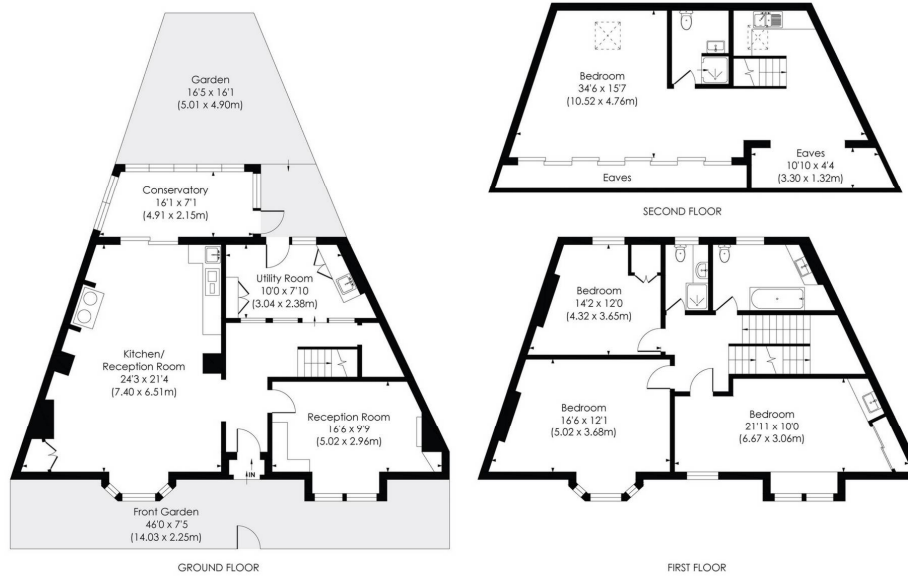 Garden
16'5 x 16'1
(5.01 x 4.90m)
Conservatory
16'1 x 7'1
(4.91 x 2.15m)
Utility Room
10'0 x 7'10
(3.04 x 2.38m)
Kitchen/
Reception Room
24'3 x 21'4
(7.40 x 6.51m)
Reception Room
16'6 x 9'9
(5.02 x 2.96m)
IN
Front Garden
46'0 x 7'5
(14.03 x 2.25m)
GROUND FLOOR
Bedroom
34'6 x 15'7
(10.52 x 4.76m)
Eaves
10'10 x 4'4
(3.30 x 1.32m)
Eaves
SECOND FLOOR
Bedroom
14'2 x 12'0
(4.32 x 3.65m)
Bedroom
16'6 x 12'1
(5.02 x 3.68m)
Bedroom
21'11 x 10'0
(6.67 x 3.06m)
FIRST FLOOR